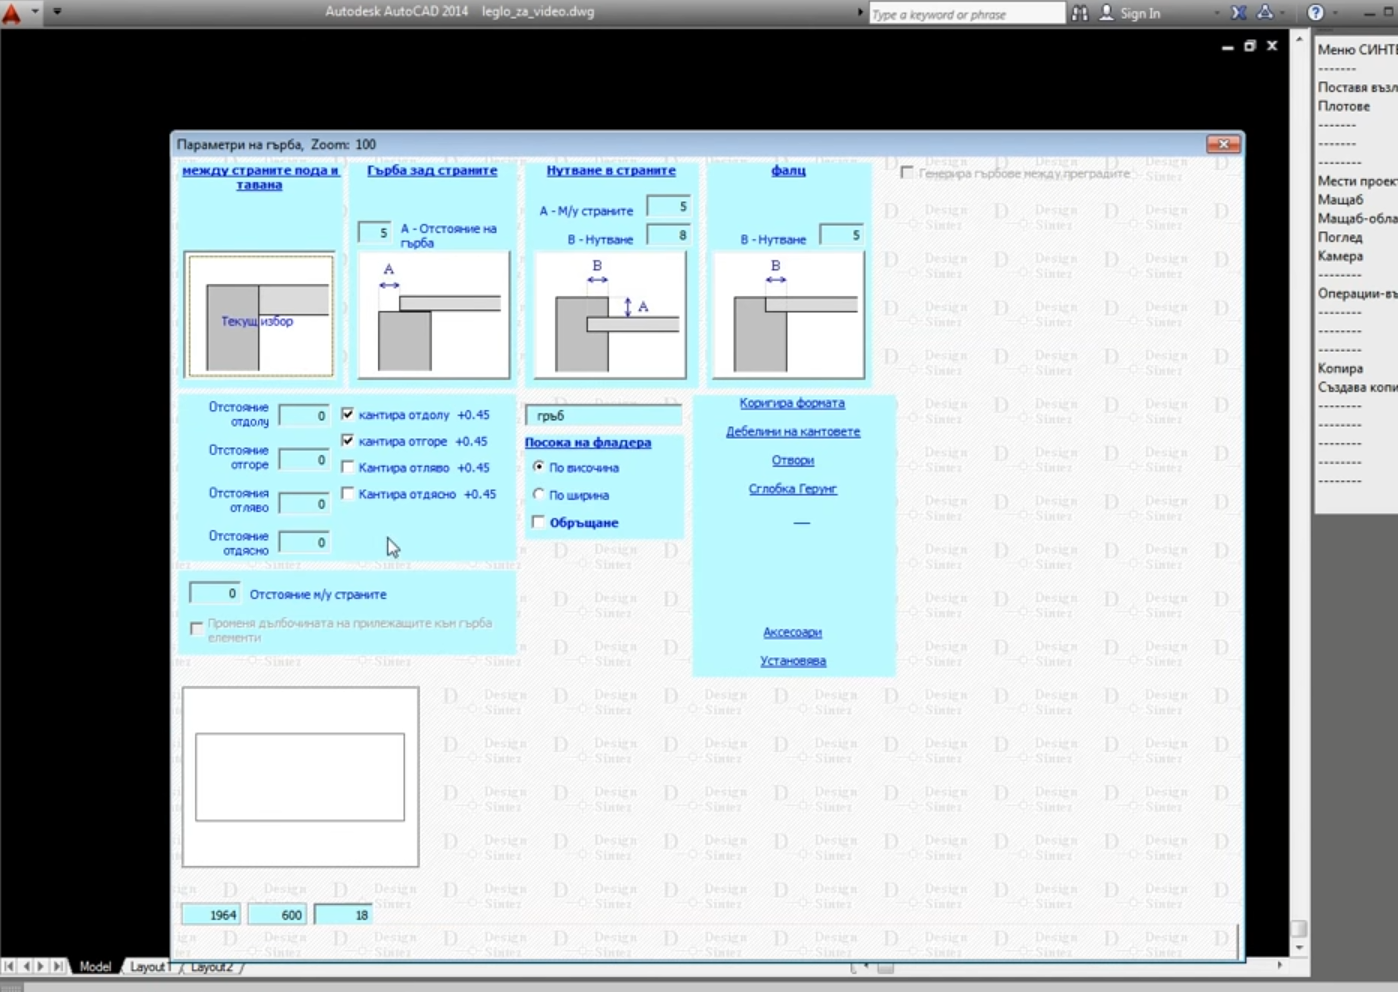 Autodesk AutoCAD 2014 leglo_za_video.dwg
Type a keyword or phrase
Sign In
Параметри на гърба, Zoom: 100
между страните пода и
тавана
Гърба зад страните
Нутване в страните
фалц
Генерира гърбове между преградите
5 A - Отстояние на
гърба
A - М/у страните 5
B - Нутване 8
B - Нутване 5
Текущ избор
A
B
A
B
Отстояние
отдолу 0
Отстояние
отгоре 0
Отстояния
отляво 0
Отстояние
отдясно 0
кантира отдолу +0.45
кантира отгоре +0.45
Кантира отляво +0.45
Кантира отдясно +0.45
гръб
Посока на фладера
По височина
По ширина
Обръщане
Коригира формата
Дебелини на кантовете
Отвори
Сглобка Герунг
Аксесоари
Установява
0 Отстояние м/у страните
Променя дълбочината на прилежащите към гърба
елементи
1964 600 18
Model Layout1 Layout2
Меню СИНТЕ
-------
Поставя възл
Плотове
-------
-------
--------
Мести проек
Мащаб
Мащаб-обла
Поглед
Камера
--------
Операции-въ
--------
--------
--------
Копира
Създава копи
--------
--------
--------
--------
--------
Design
Sintez